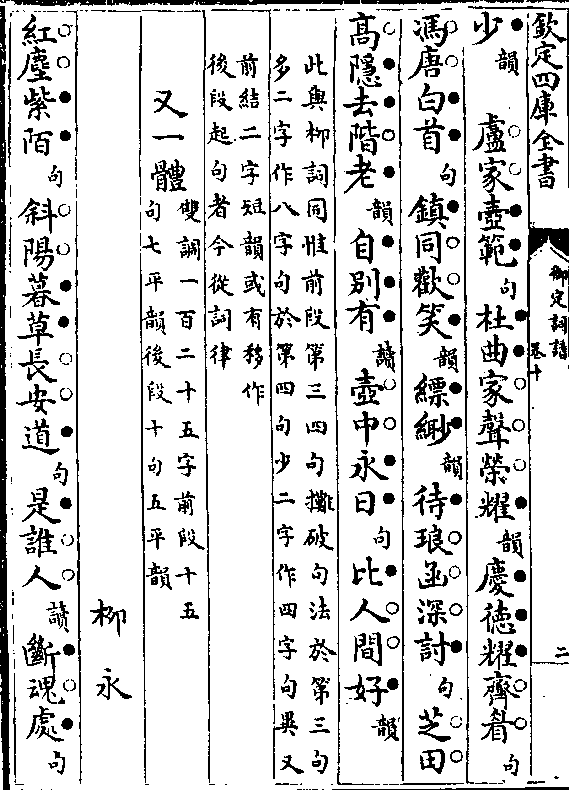 欽定四庫全書
御定詞譜
卷三十
二
少韻 盧家壼範句杜曲家聲榮耀韻慶德耀齊眉句
馮唐白首句鎮同歡笑韻縹緲韻待琅函深討句芝田
高隱去偕老韻自別有讀壺中永日句比人間好韻
此與柳詞同惟前段第三四句攤破句法於第三句
多二字作八字句於第四句少二字作四字句異又
前結二字短韻或有移作
後段起句者今從詞律
又一體雙調一百二十五字前段十五
句七平韻後段十句五平韻
柳永
紅塵紫陌句斜陽暮草長安道句是誰人讀斷魂處句